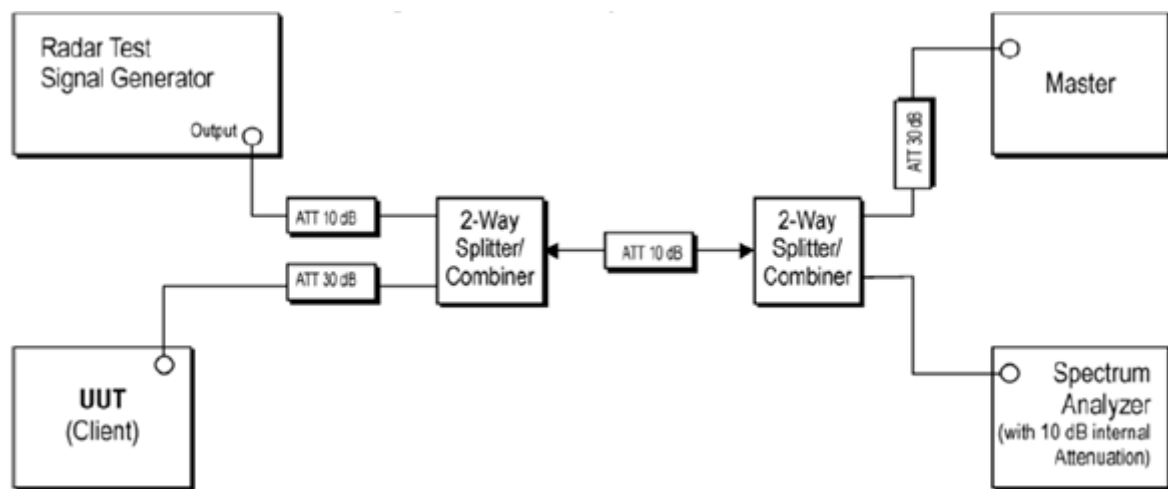 Radar Test
Signal Generator
Output
ATT 10 dB
ATT 30 dB
UUT
(Client)
2-Way
Splitter/
Combiner
ATT 10 dB
2-Way
Splitter/
Combiner
ATT 30 dB
Master
Spectrum
Analyzer
(with 10 dB internal
Attenuation)